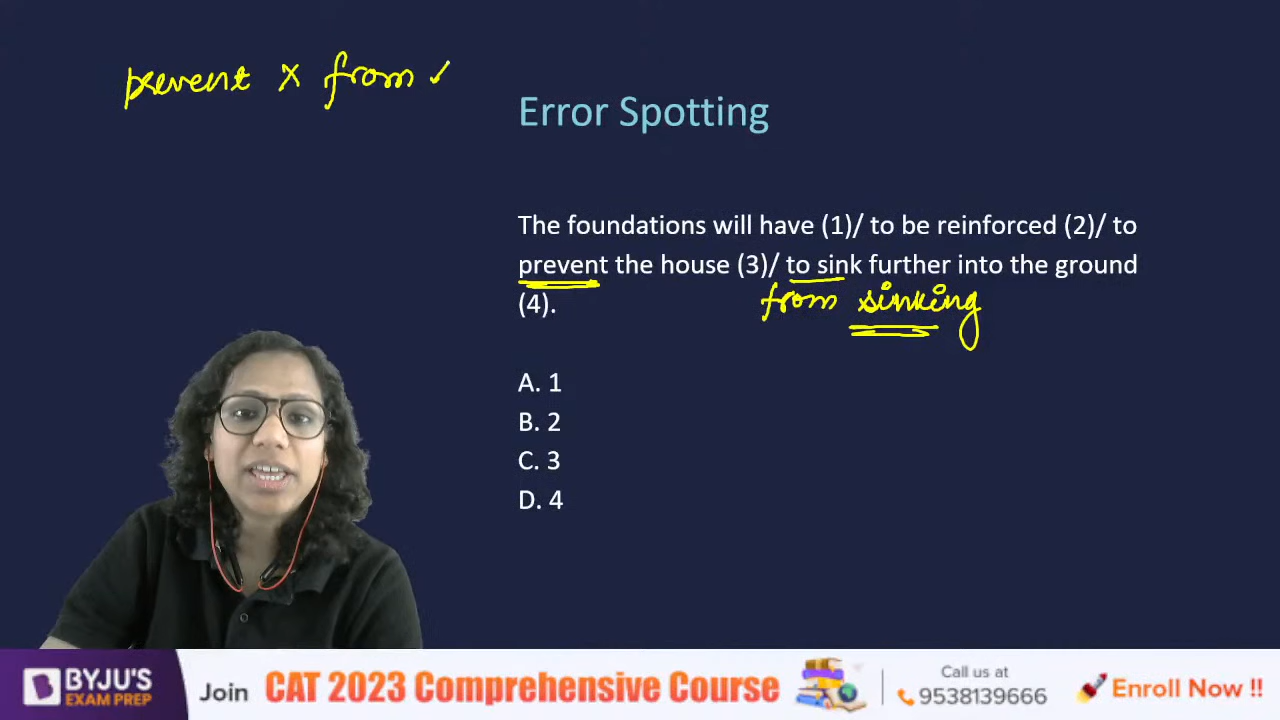 prevent x from ✓
Error Spotting
The foundations will have (1)/ to be reinforced (2)/ to
prevent the house (3)/ to sink further into the ground
(4).
from sinking
A. 1
B. 2
C. 3
D. 4
BYJU'S
EXAM PREP
Join CAT 2023 Comprehensive Course
Call us at
9538139666
Enroll Now !!